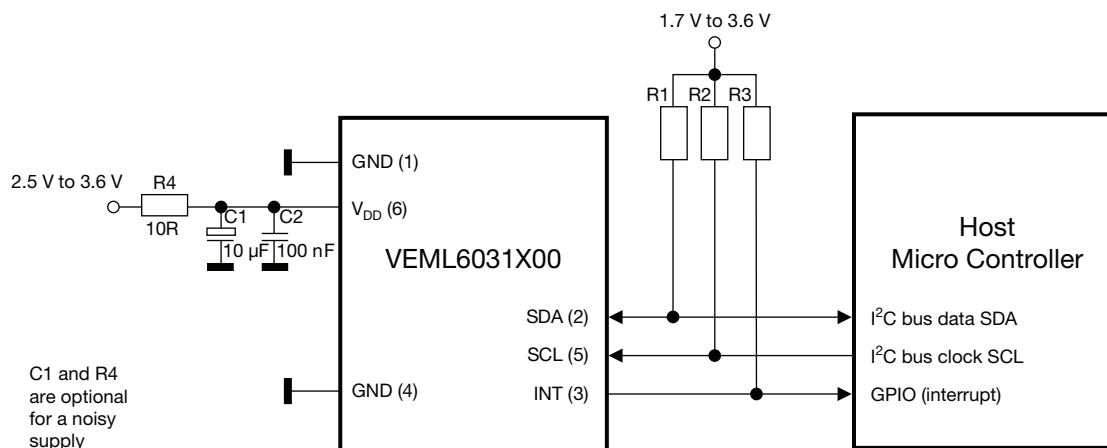 1.7 V to 3.6 V
R1 R2 R3
GND (1)
2.5 V to 3.6 V
R4
10R
C1
10 µF
C2
100 nF
V_DD (6)
VEML6031X00
Host
Micro Controller
SDA (2)
I²C bus data SDA
SCL (5)
I²C bus clock SCL
INT (3)
GPIO (interrupt)
GND (4)
C1 and R4
are optional
for a noisy
supply